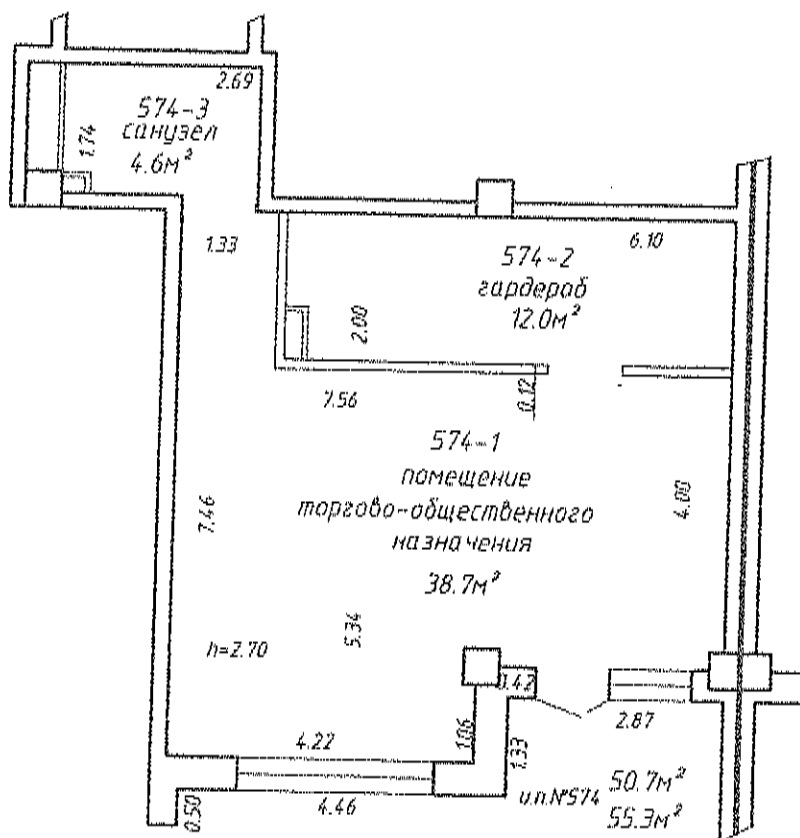 2.69
574-3
санузел
4.6м²
1.74
1.33
6.10
574-2
гардероб
12.0м²
2.00
7.56
0.12
574-1
помещение
торгово-общественного
назначения
38.7м²
7.46
4.00
5.34
h=2.70
0.42
2.87
1.06
1.33
4.22
4.46
0.50
и.п.№574
50.7м²
55.3м²